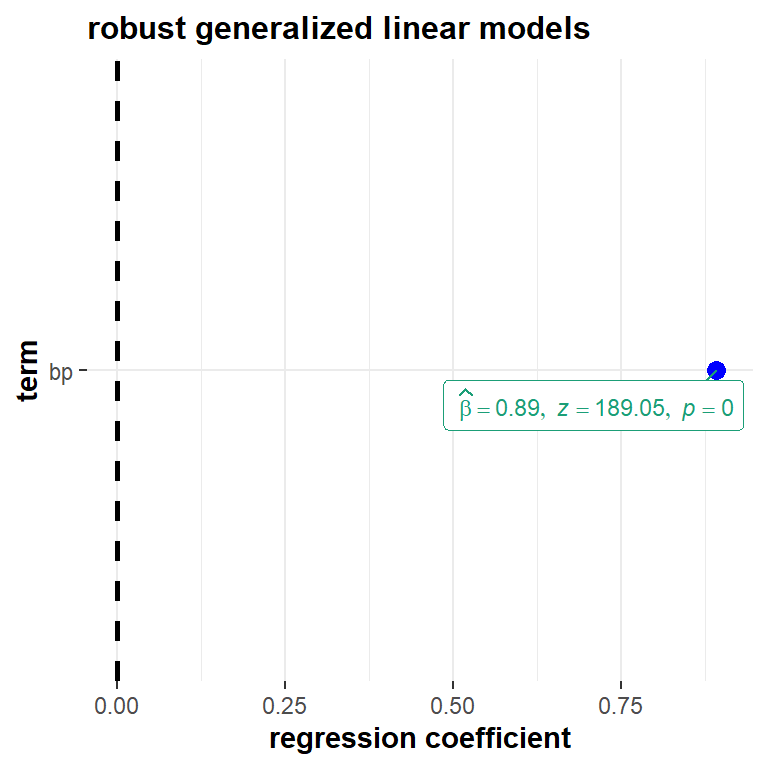 robust generalized linear models
term
bp
β̂ = 0.89, z = 189.05, p = 0
0.00 0.25 0.50 0.75
regression coefficient